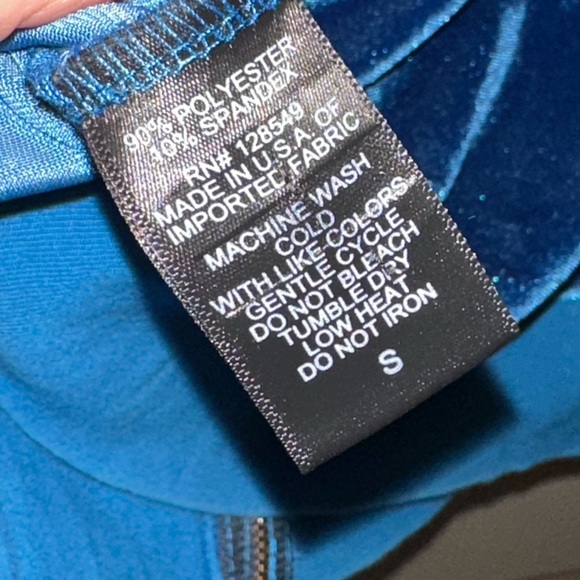 90% POLYESTER
10% SPANDEX
RN# 128549
MADE IN U.S.A OF
IMPORTED FABRIC
MACHINE WASH
COLD
WITH LIKE COLORS
GENTLE CYCLE
DO NOT BLEACH
TUMBLE DRY
LOW HEAT
DO NOT IRON
S